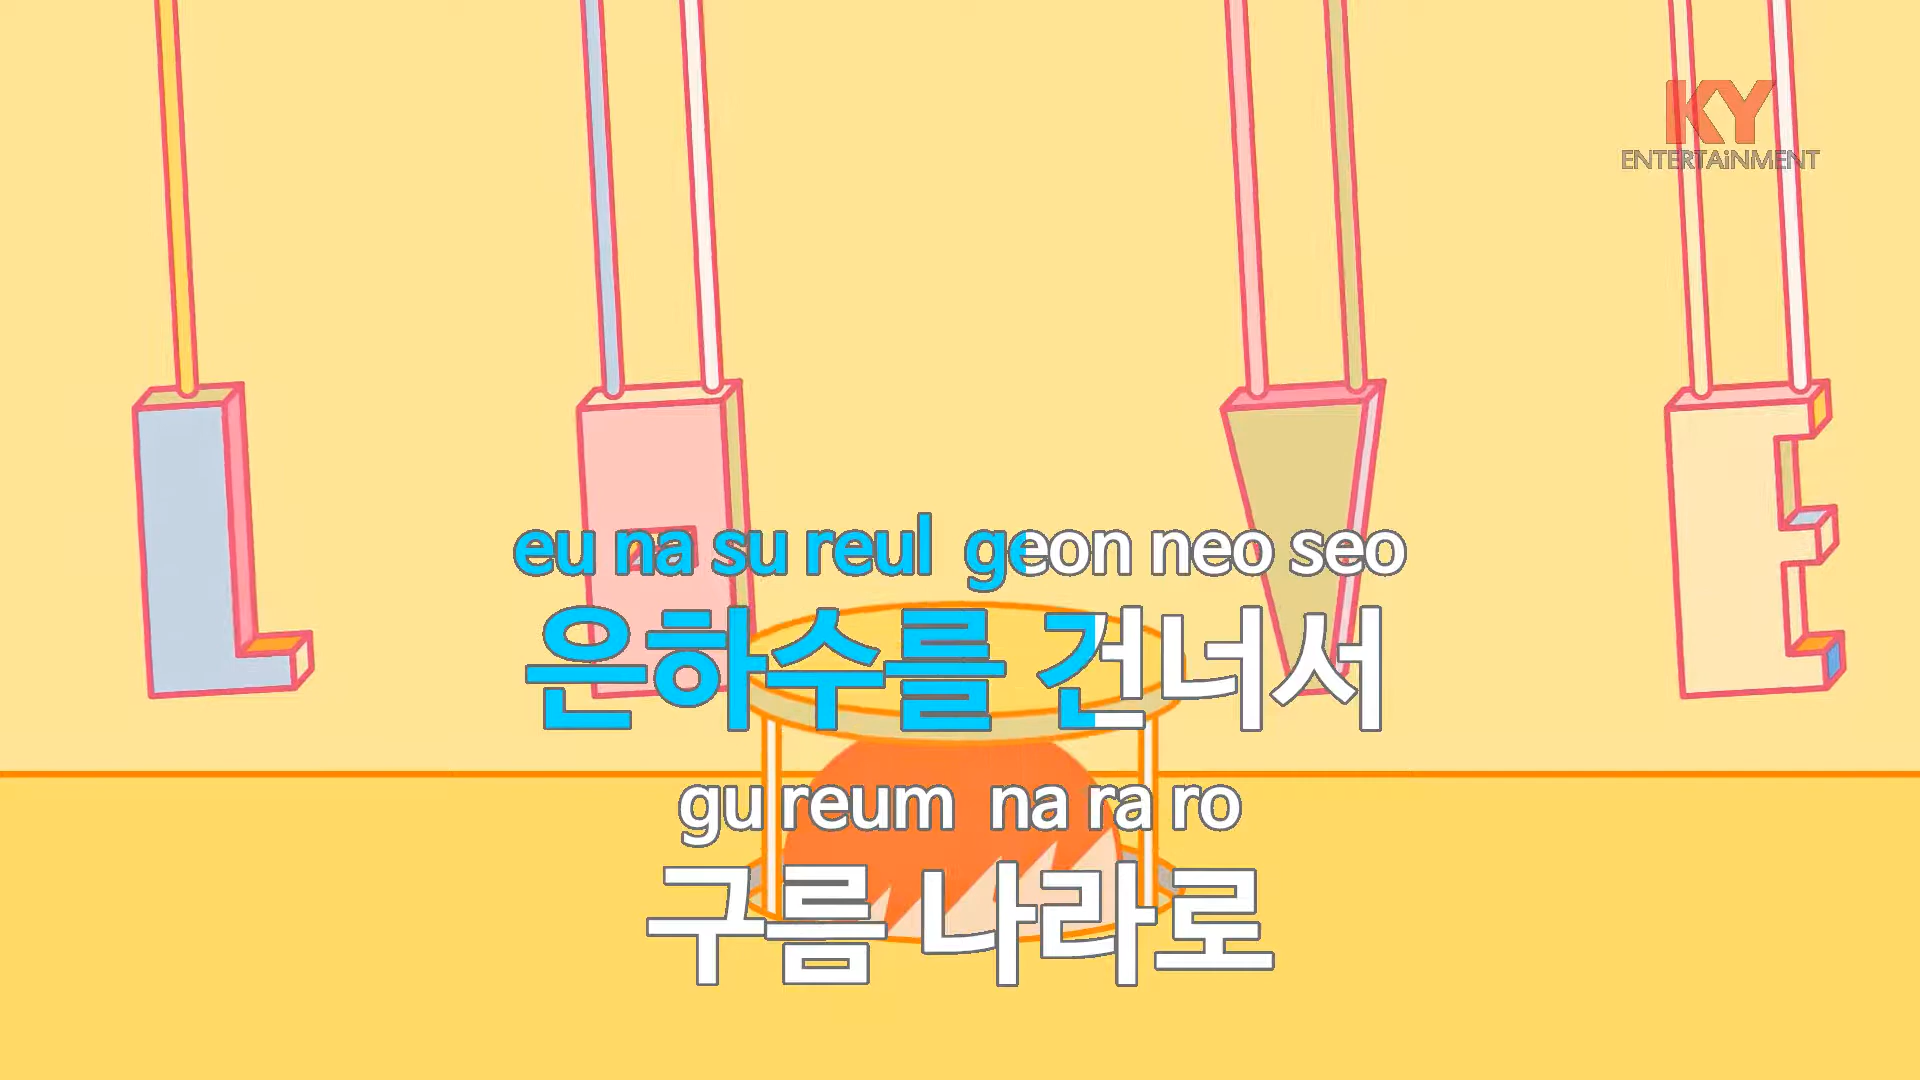 KY
ENTERTAiNMENT
L O V E
eu na su reul geon neo seo
은하수를 건너서
gu reum na ra ro
구름 나라로